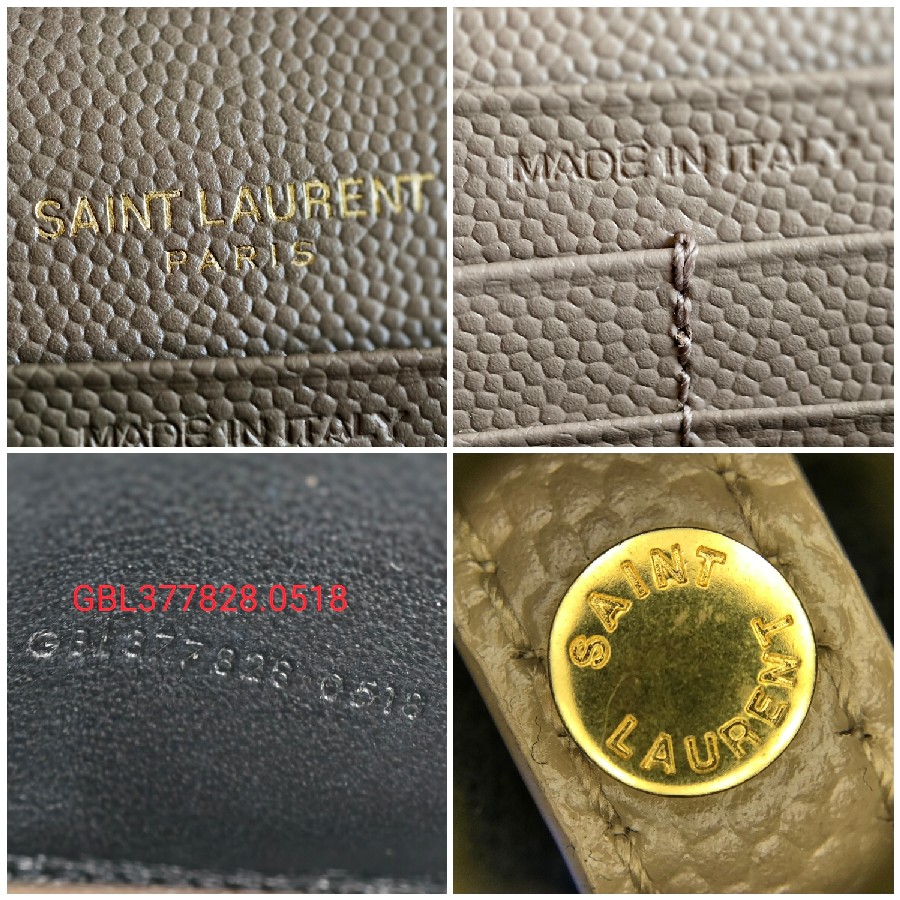 SAINT LAURENT
PARIS
MADE IN ITALY
MADE IN ITALY
GBL377828.0518
GBL377828 0518
SAINT
LAURENT